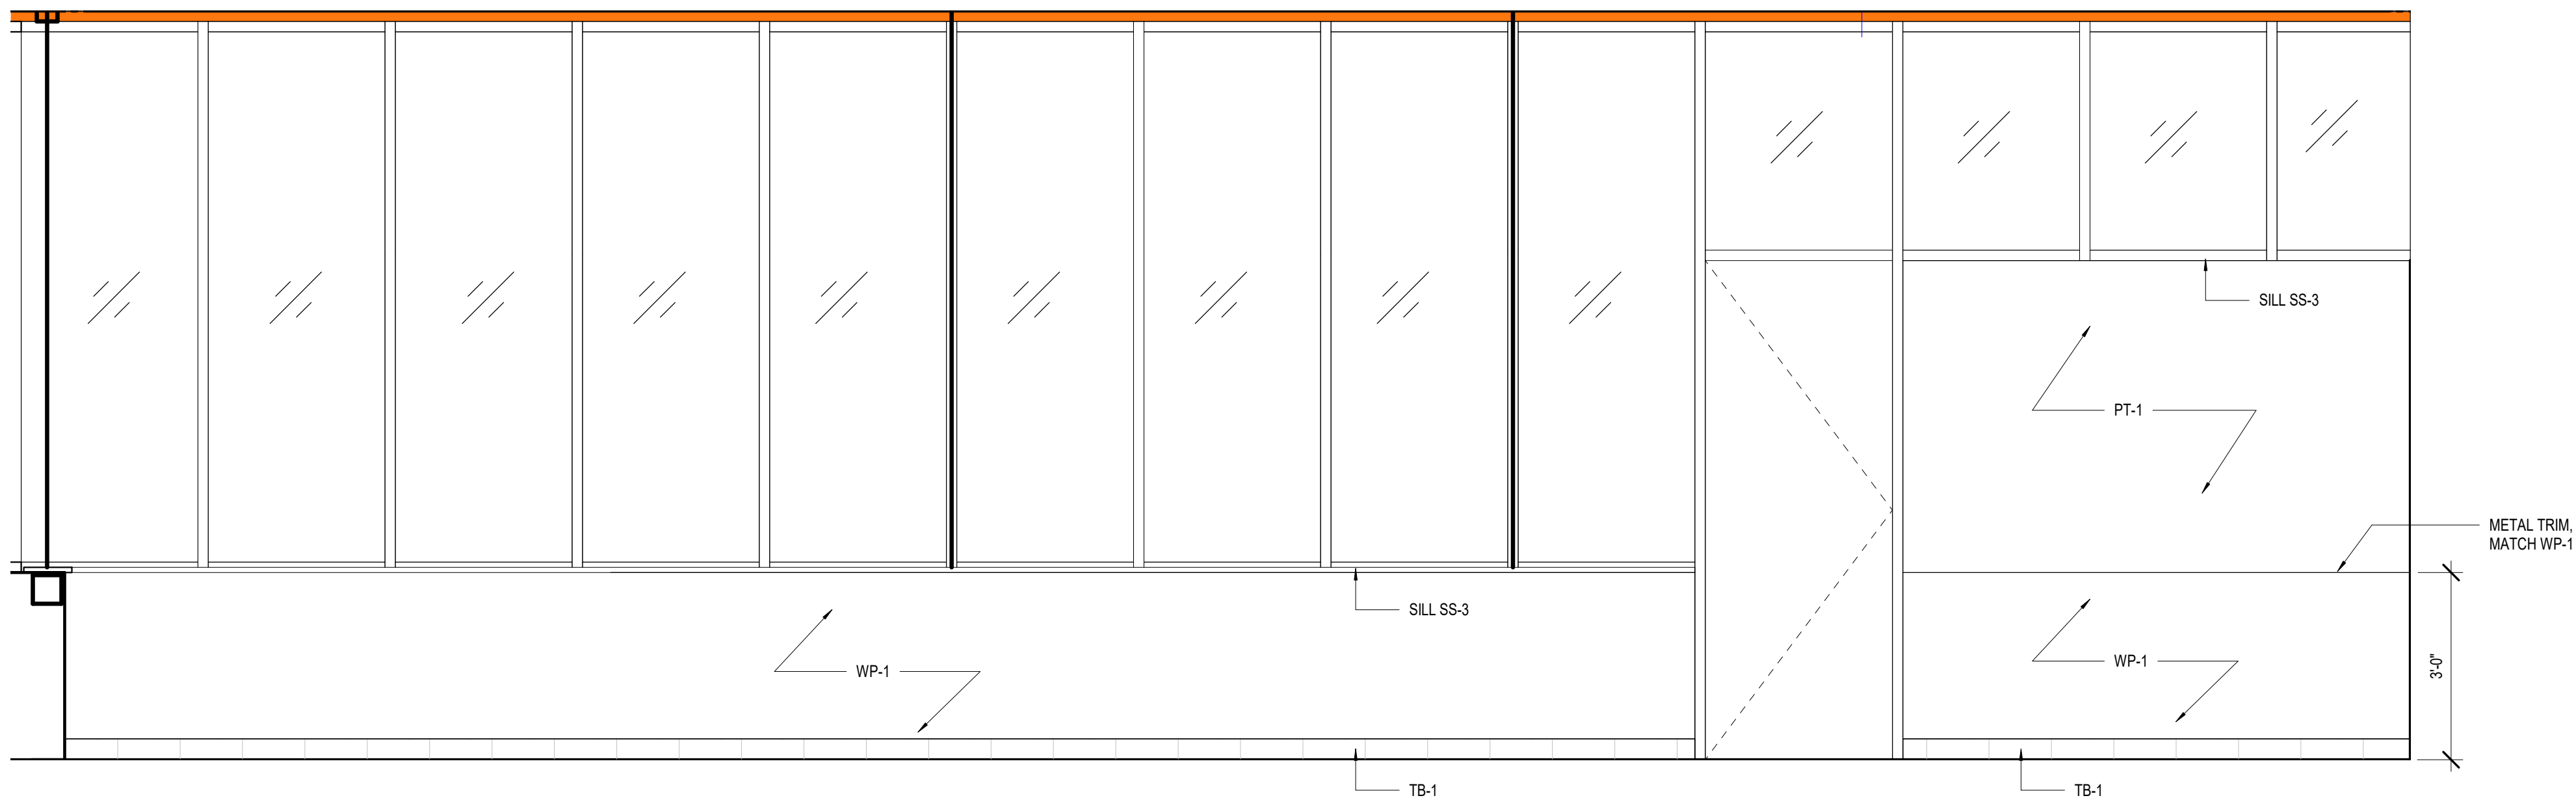 SILL SS-3
PT-1
METAL TRIM,
MATCH WP-1
SILL SS-3
WP-1
WP-1
3'-0"
TB-1
TB-1